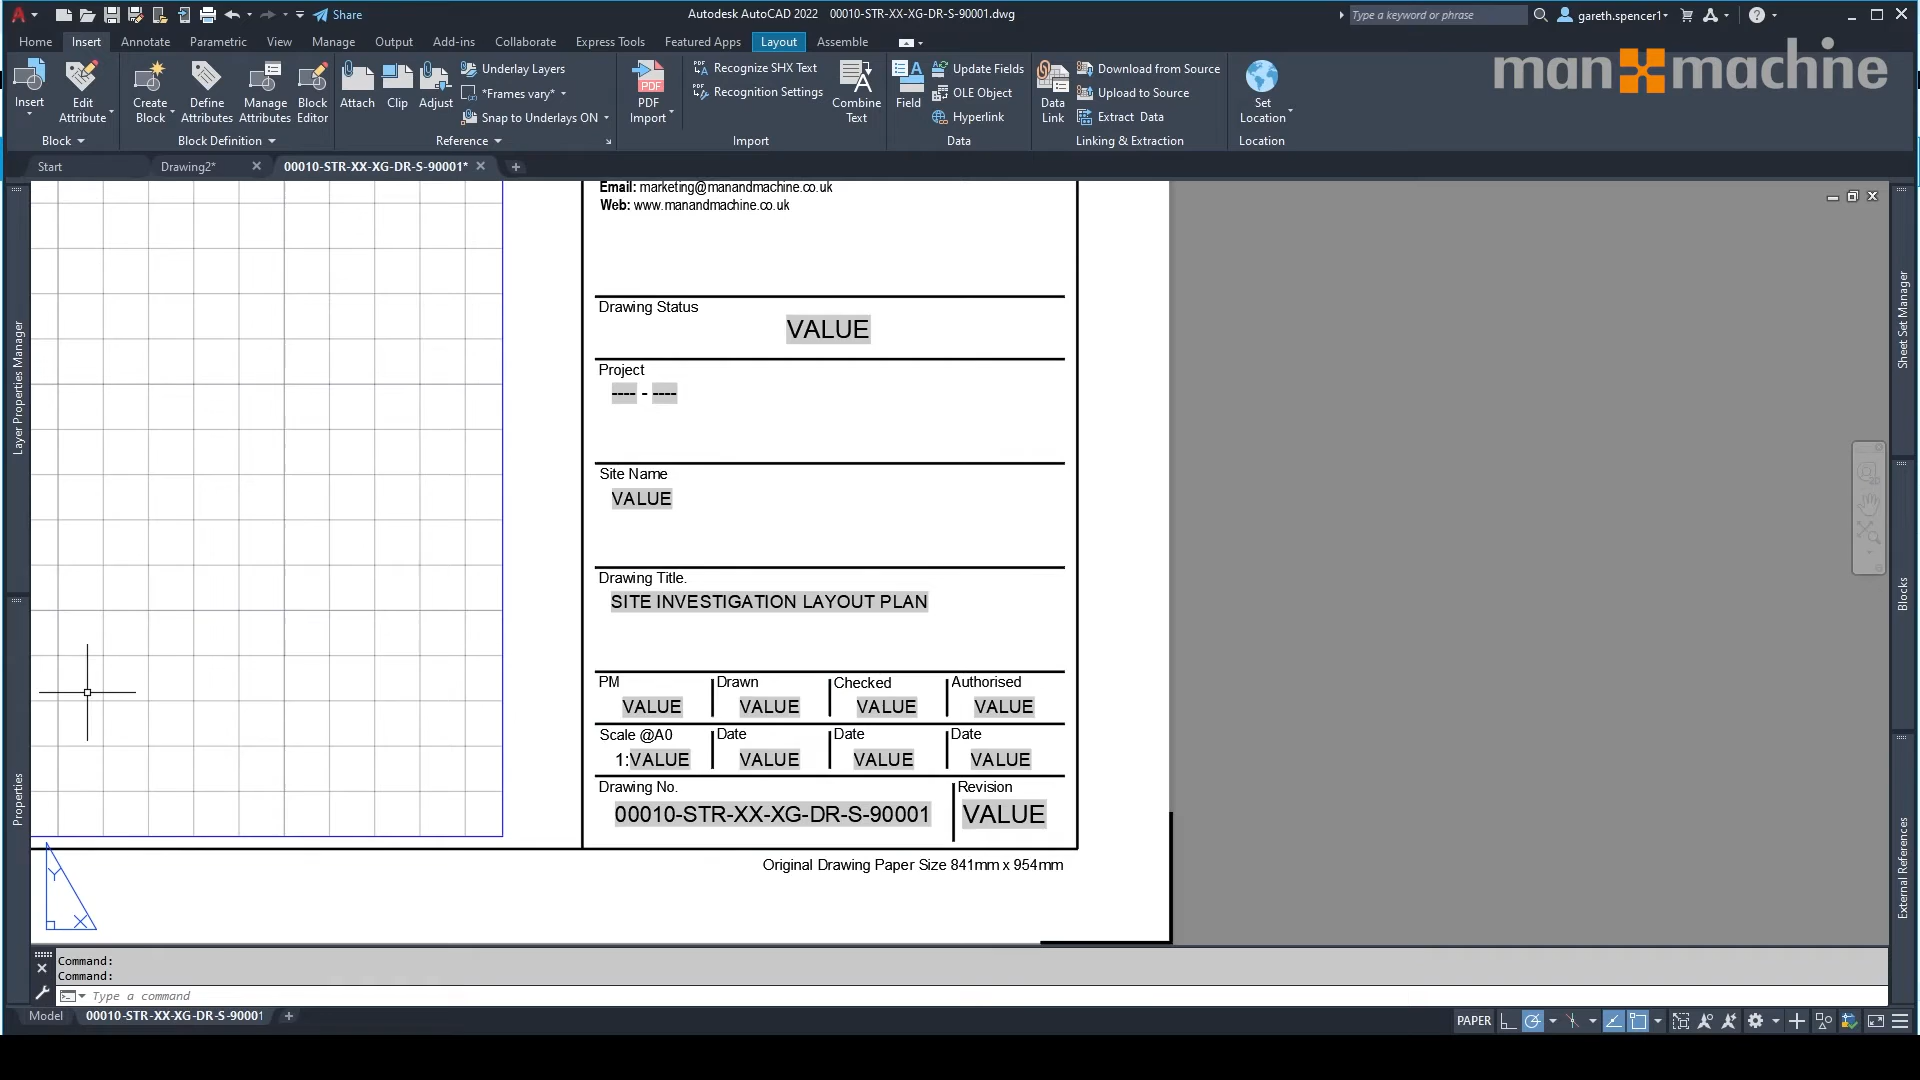 Share
Autodesk AutoCAD 2022 00010-STR-XX-XG-DR-S-90001.dwg
Type a keyword or phrase
gareth.spencer1
Home Insert Annotate Parametric View Manage Output Add-ins Collaborate Express Tools Featured Apps Layout Assemble
man machine
Insert
Edit
Attribute
Block
Create
Block
Define
Attributes
Manage
Attributes
Block
Editor
Block Definition
Attach
Clip
Adjust
Underlay Layers
*Frames vary*
Snap to Underlays ON
Reference
PDF
PDF
Import
Recognize SHX Text
Recognition Settings
Combine
Text
Import
Field
Update Fields
OLE Object
Hyperlink
Data
Data
Link
Download from Source
Upload to Source
Extract Data
Linking & Extraction
Set
Location
Location
Start
Drawing2*
00010-STR-XX-XG-DR-S-90001*
Layer Properties Manager
Properties
Email: marketing@manandmachine.co.uk
Web: www.manandmachine.co.uk
Drawing Status
VALUE
Project
---- - ----
Site Name
VALUE
Drawing Title.
SITE INVESTIGATION LAYOUT PLAN
PM Drawn Checked Authorised
VALUE VALUE VALUE VALUE
Scale @A0 Date Date Date
1:VALUE VALUE VALUE VALUE
Drawing No. Revision
00010-STR-XX-XG-DR-S-90001 VALUE
Original Drawing Paper Size 841mm x 954mm
Y
X
Sheet Set Manager
Blocks
External References
Command:
Command:
Type a command
Model
00010-STR-XX-XG-DR-S-90001
PAPER